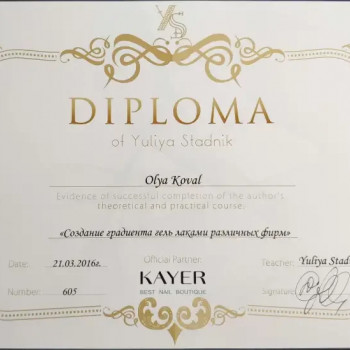 DIPLOMA
of Yuliya Stadnik
Olya Koval
Evidence of successful completion of the author's
theoretical and practical course:
«Создание градиента гель лаками различных фирм»
Date: 21.03.2016г. Official Partner: Teacher: Yuliya Stad
KAYER
BEST NAIL BOUTIQUE
Number: 605 Signature: